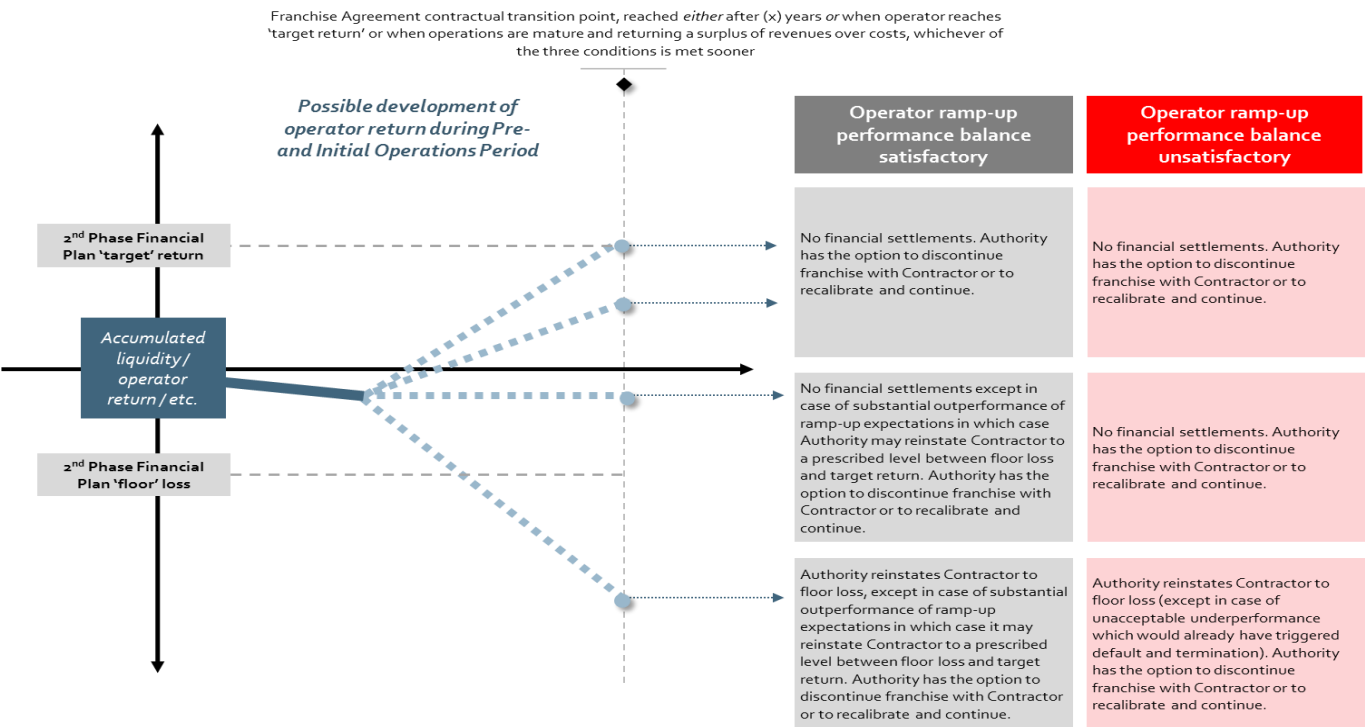 Franchise Agreement contractual transition point, reached either after (x) years or when operator reaches
'target return' or when operations are mature and returning a surplus of revenues over costs, whichever of
the three conditions is met sooner
Possible development of
operator return during Pre-
and Initial Operations Period
Operator ramp-up
performance balance
satisfactory
Operator ramp-up
performance balance
unsatisfactory
2nd Phase Financial
Plan 'target' return
No financial settlements. Authority
has the option to discontinue
franchise with Contractor or to
recalibrate and continue.
No financial settlements. Authority
has the option to discontinue
franchise with Contractor or to
recalibrate and continue.
Accumulated
liquidity/
operator
return / etc.
No financial settlements except in
case of substantial outperformance of
ramp-up expectations in which case
Authority may reinstate Contractor to
a prescribed level between floor loss
and target return. Authority has the
option to discontinue franchise with
Contractor or to recalibrate and
continue.
No financial settlements. Authority
has the option to discontinue
franchise with Contractor or to
recalibrate and continue.
2nd Phase Financial
Plan 'floor' loss
Authority reinstates Contractor to
floor loss, except in case of substantial
outperformance of ramp-up
expectations in which case it may
reinstate Contractor to a prescribed
level between floor loss and target
return. Authority has the option to
discontinue franchise with Contractor
or to recalibrate and continue.
Authority reinstates Contractor to
floor loss (except in case of
unacceptable underperformance
which would already have triggered
default and termination). Authority
has the option to discontinue
franchise with Contractor or to
recalibrate and continue.